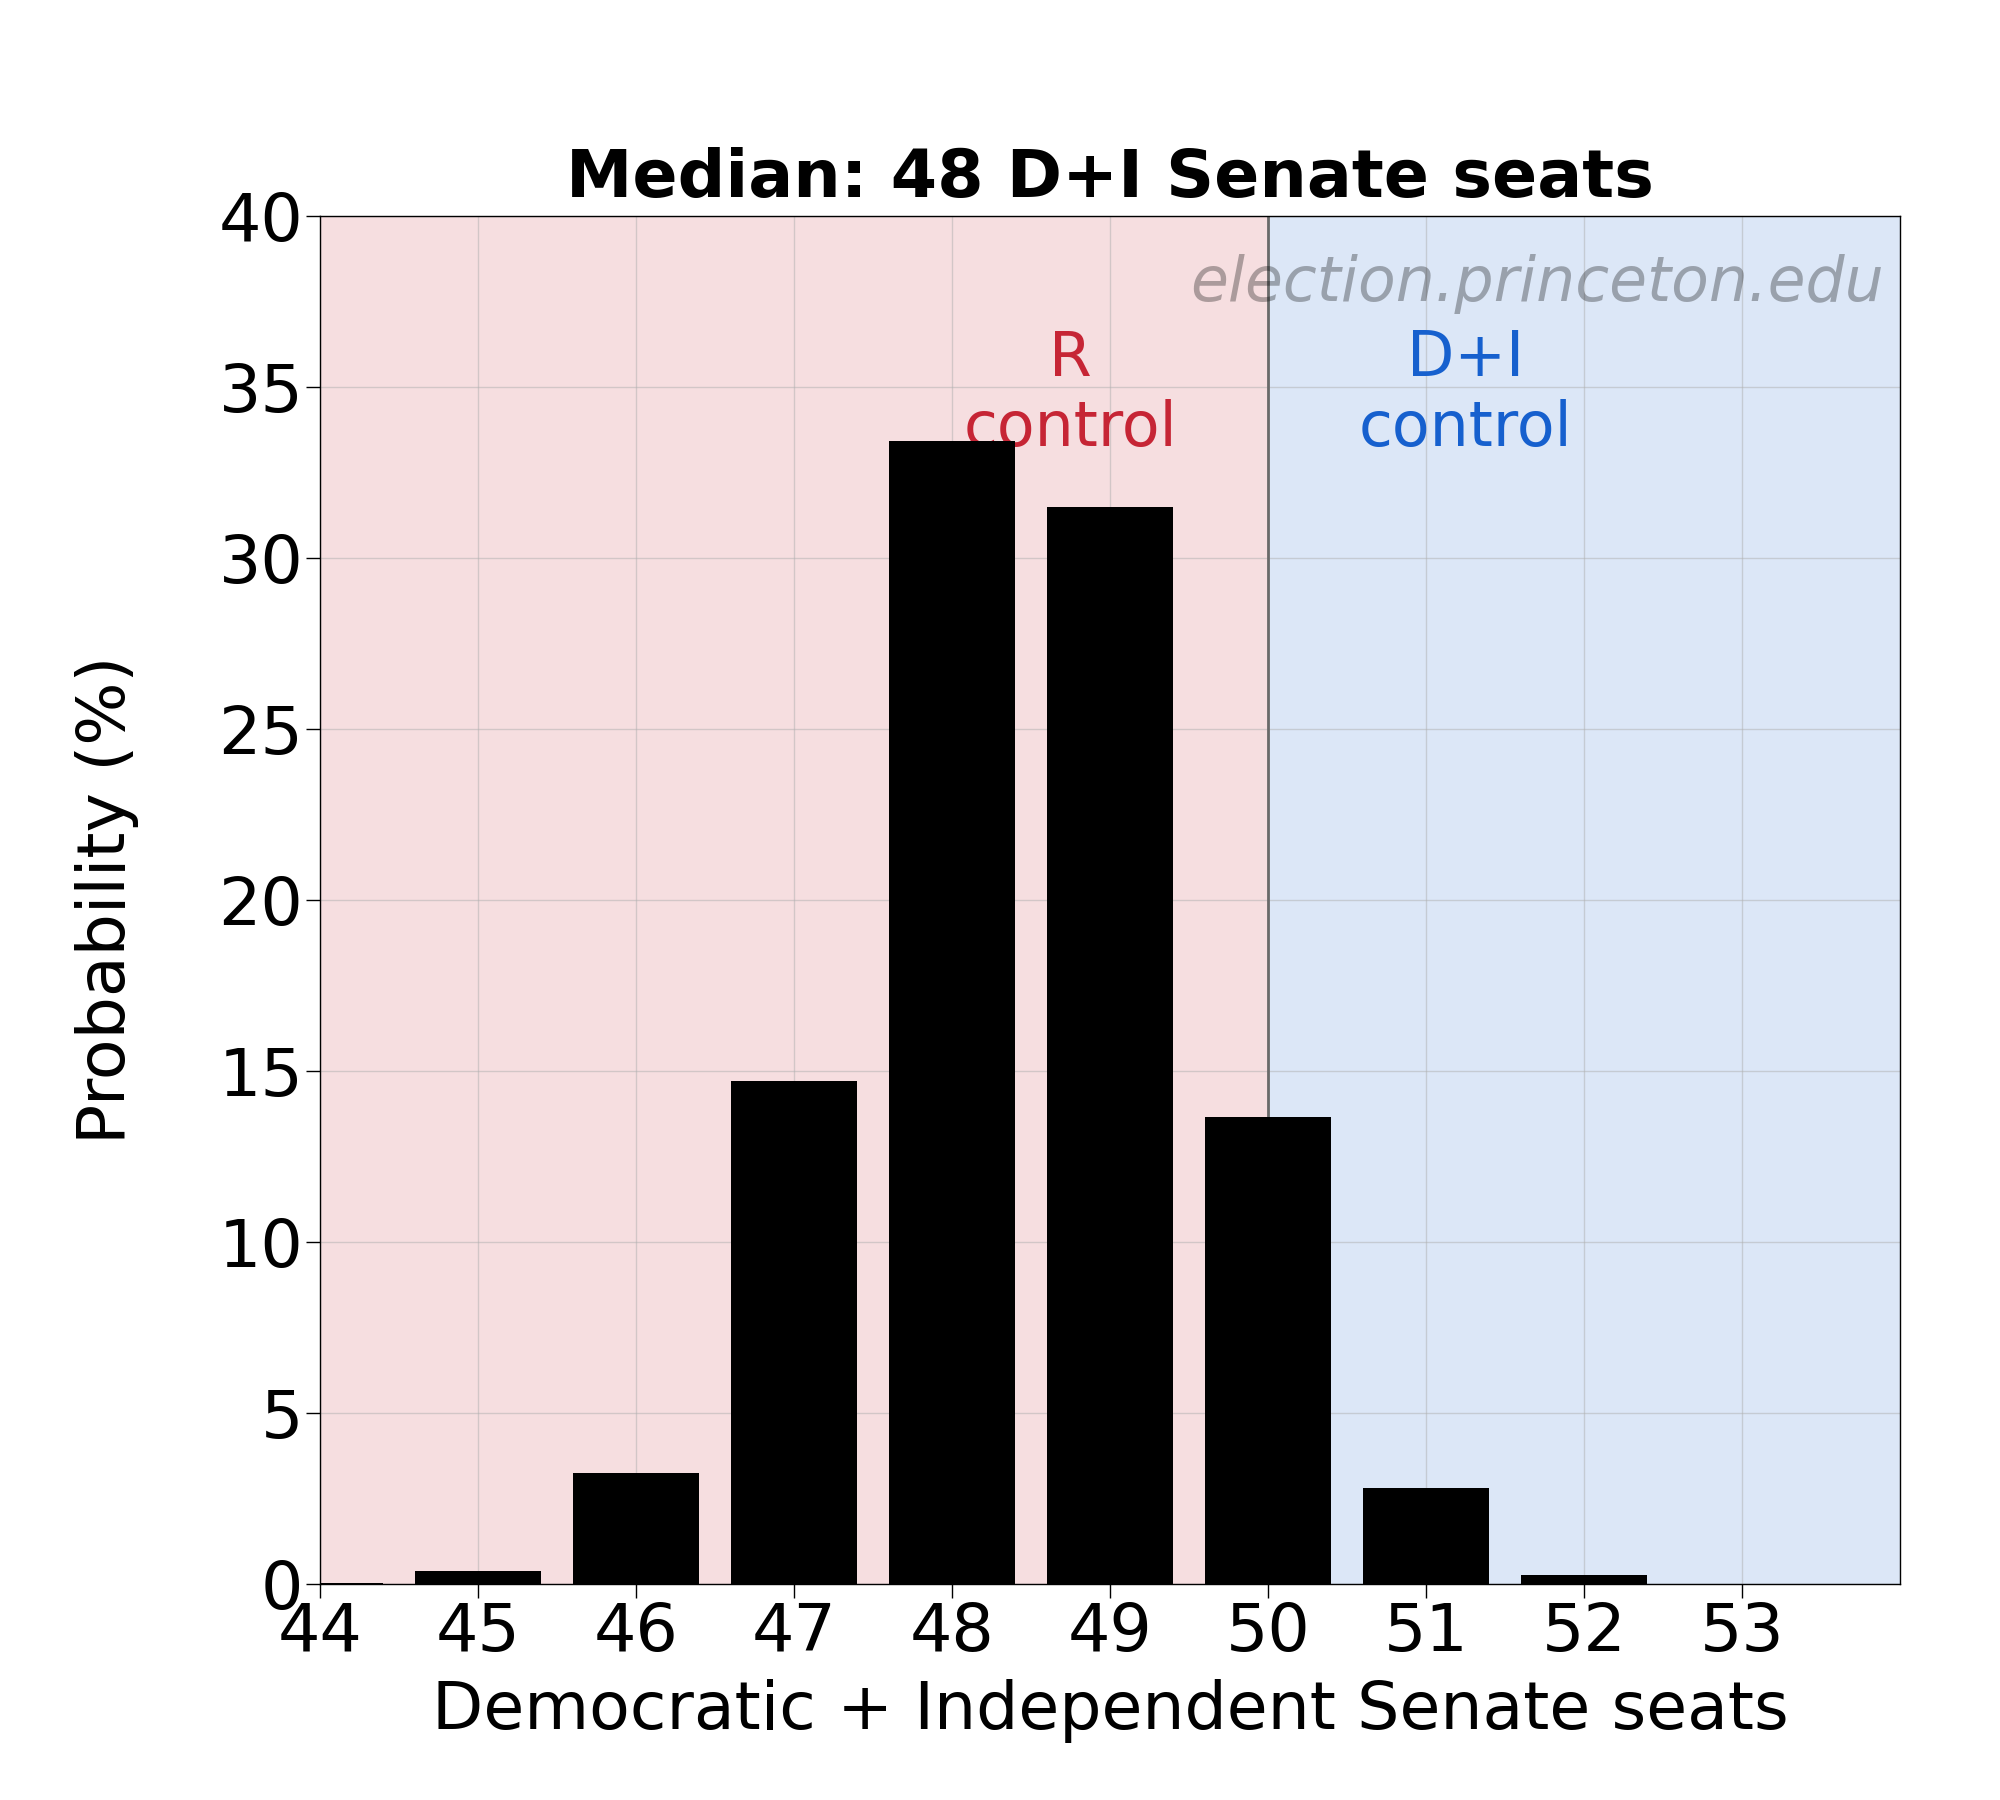 Median: 48 D+I Senate seats
election.princeton.edu
R
control
D+I
control
40
35
30
25
20
15
10
5
0
Probability (%)
44 45 46 47 48 49 50 51 52 53
Democratic + Independent Senate seats